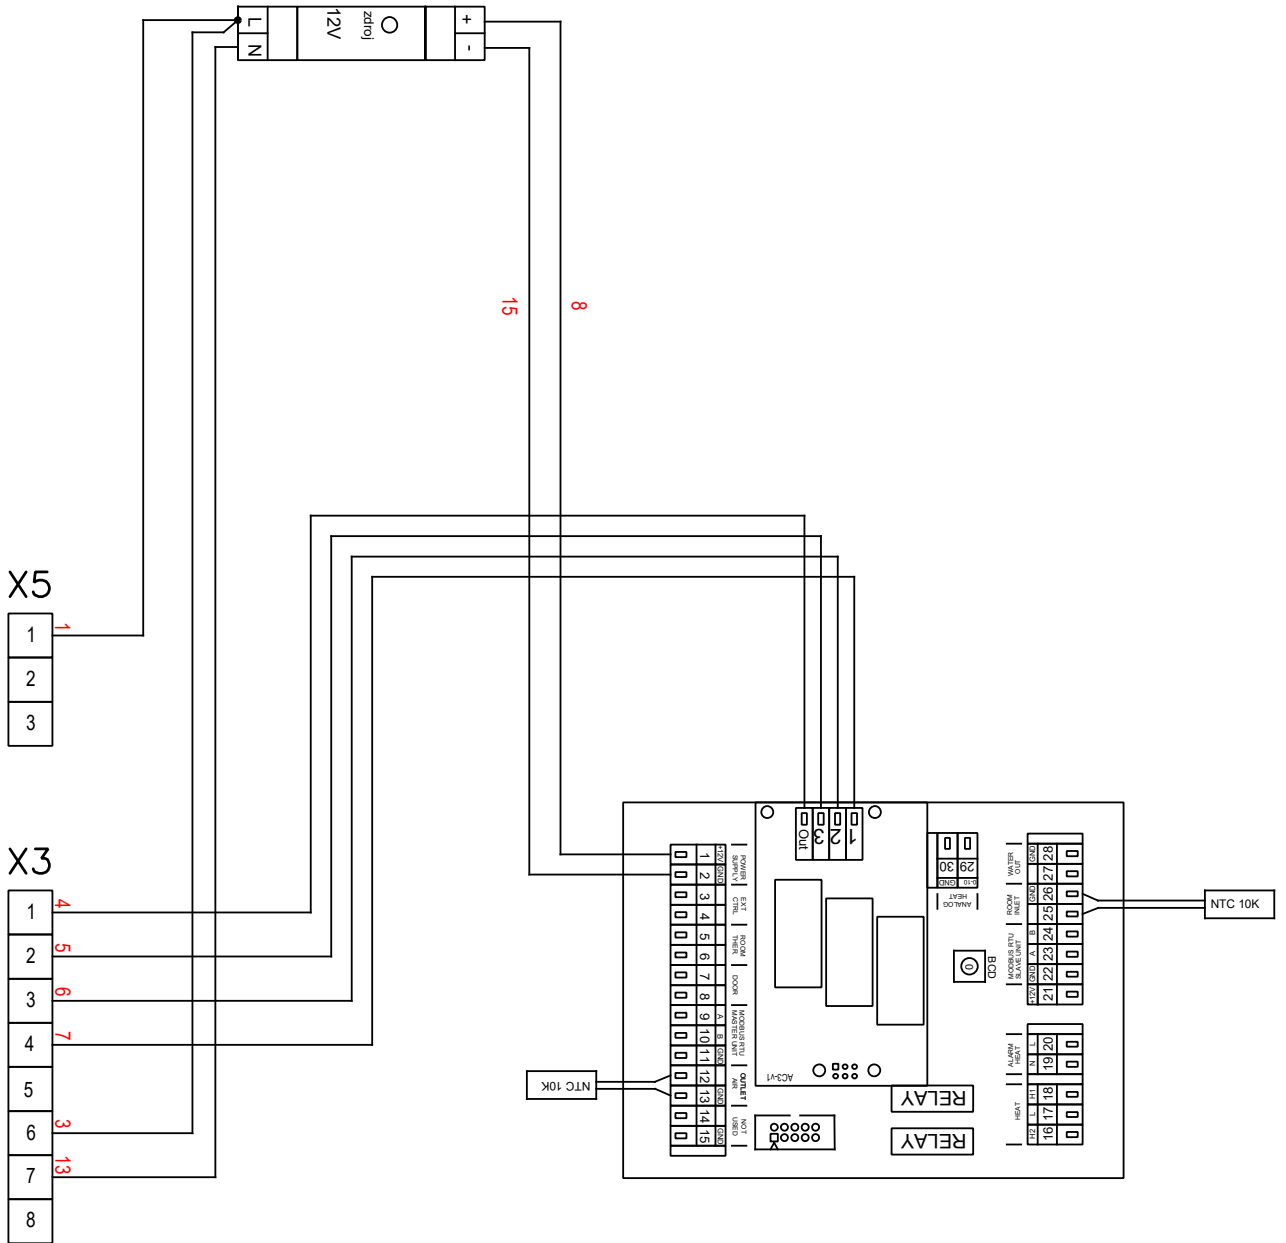 L
N
zdroj
12V
+
-
15
8
X5
1
1
2
3
X3
1
4
2
5
3
6
4
7
5
6
3
7
13
8
Out
3
2
1
1
+12V
2
GND
3
4
5
6
7
8
9
A
10
B
11
GND
12
13
GND
14
15
GND
POWER
SUPPLY
EXT
CTRL
ROOM
THER.
DOOR
MODBUS RTU
MASTER UNIT
OUTLET
AIR
NOT
USED
NTC 10K
AC3-v1
30
29
GND
0-10
ANALOG
HEAT
BCD
0
RELAY
RELAY
WATER
OUT
ROOM
INLET
MODBUS RTU
SLAVE UNIT
GND
28
27
GND
26
25
B
24
A
23
GND
22
+12V
21
ALARM
HEAT
L
20
N
19
HEAT
H1
18
L
17
H2
16
NTC 10K